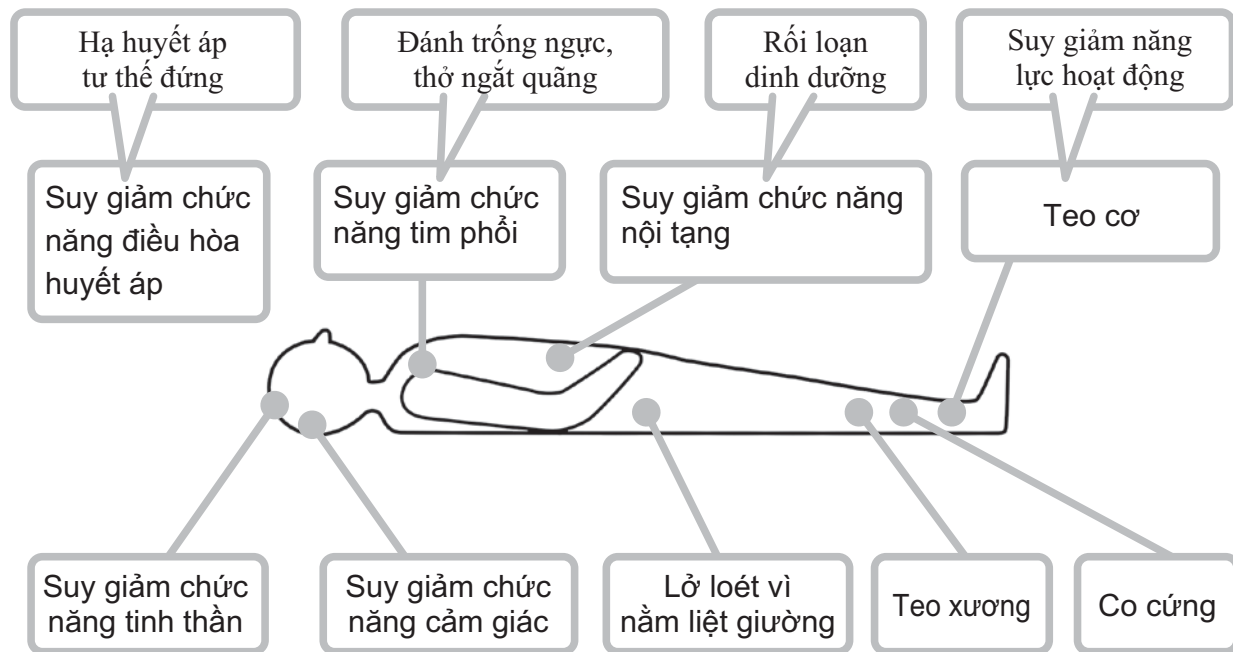 Hạ huyết áp
tư thế đứng
Đánh trống ngực,
thở ngắt quãng
Rối loạn
dinh dưỡng
Suy giảm năng
lực hoạt động
Suy giảm chức
năng điều hòa
huyết áp
Suy giảm chức
năng tim phổi
Suy giảm chức năng
nội tạng
Teo cơ
Suy giảm chức
năng tinh thần
Suy giảm chức
năng cảm giác
Lở loét vì
nằm liệt giường
Teo xương
Co cứng